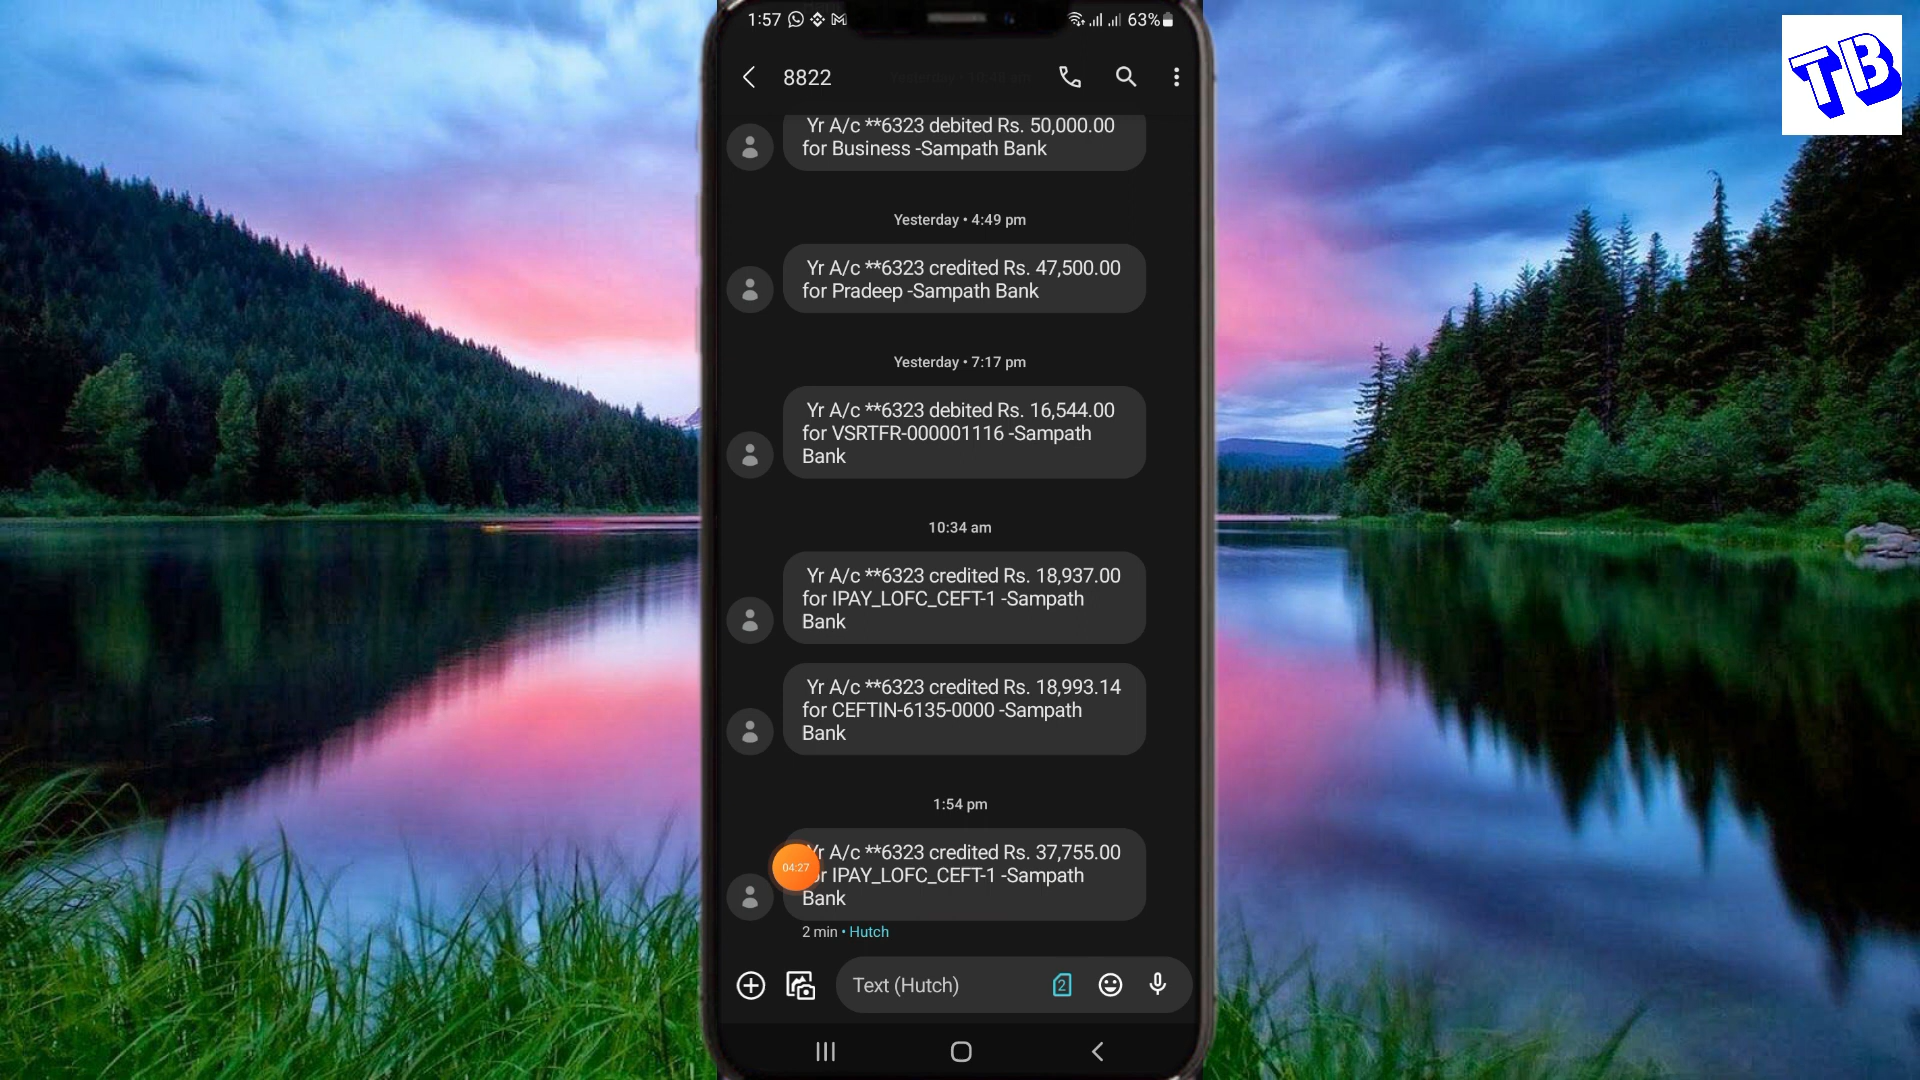 1:57 63%
TB
8822
Yr A/c **6323 debited Rs. 50,000.00
for Business -Sampath Bank
Yesterday • 4:49 pm
Yr A/c **6323 credited Rs. 47,500.00
for Pradeep -Sampath Bank
Yesterday • 7:17 pm
Yr A/c **6323 debited Rs. 16,544.00
for VSRTFR-000001116 -Sampath
Bank
10:34 am
Yr A/c **6323 credited Rs. 18,937.00
for IPAY_LOFC_CEFT-1 -Sampath
Bank
Yr A/c **6323 credited Rs. 18,993.14
for CEFTIN-6135-0000 -Sampath
Bank
1:54 pm
Yr A/c **6323 credited Rs. 37,755.00
04:27
IPAY_LOFC_CEFT-1 -Sampath
Bank
2 min • Hutch
Text (Hutch) 2